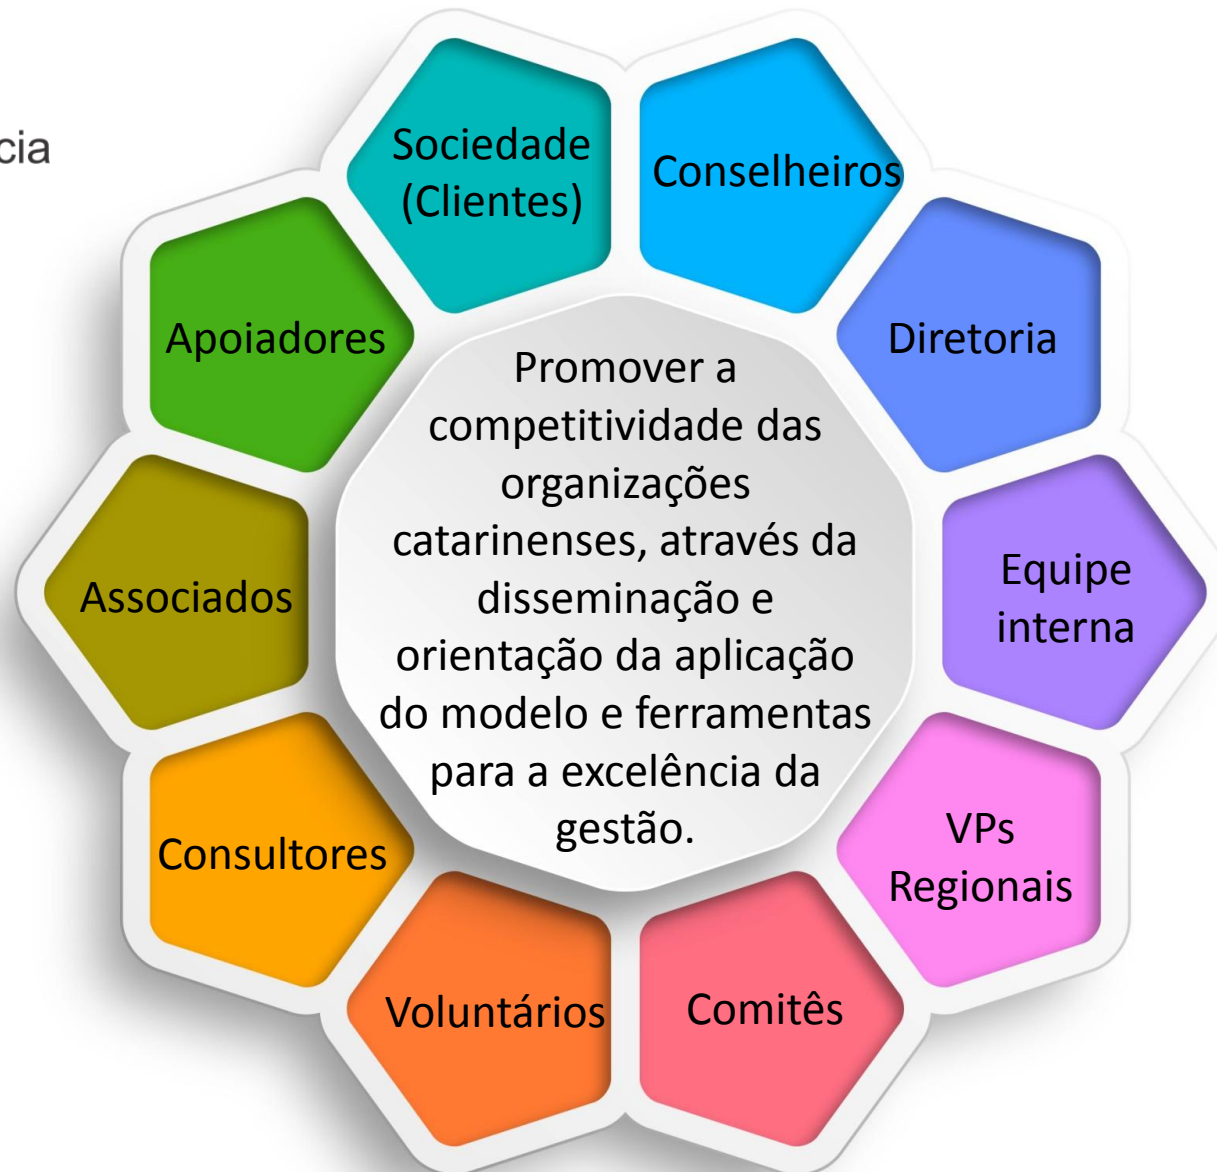 Sociedade
(Clientes)
Conselheiros
Diretoria
Equipe
interna
VPs
Regionais
Comitês
Voluntários
Consultores
Associados
Apoiadores
Promover a
competitividade das
organizações
catarinenses, através da
disseminação e
orientação da aplicação
do modelo e ferramentas
para a excelência da
gestão.